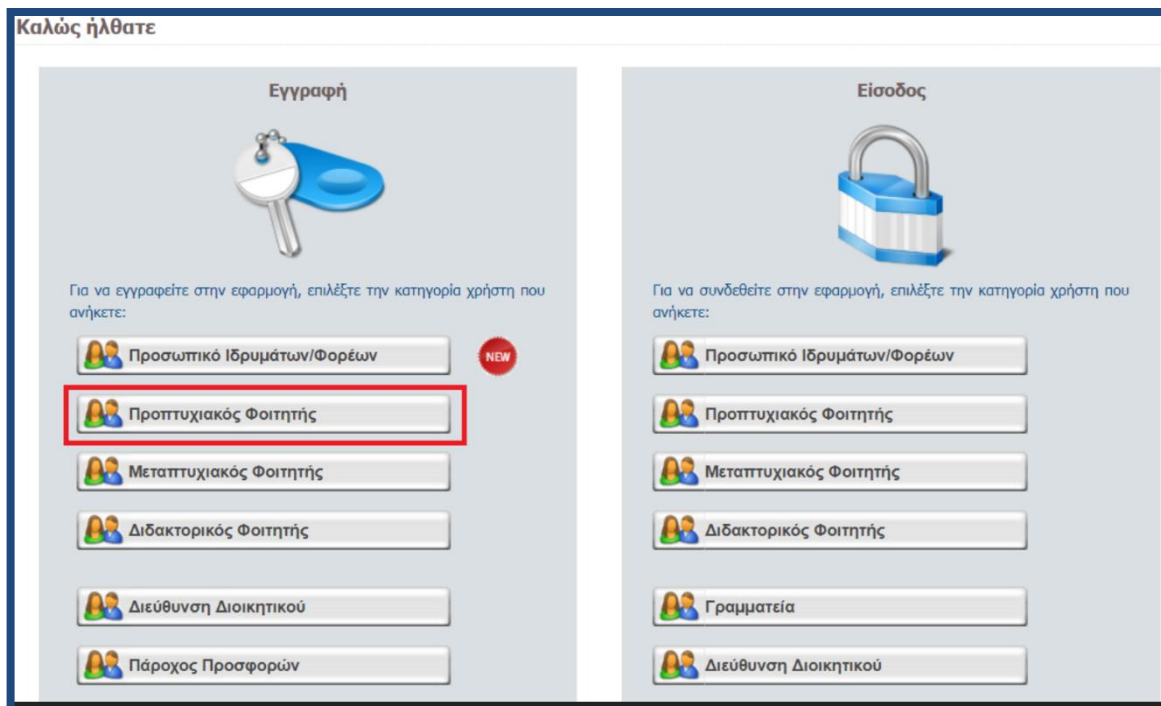 Καλώς ήλθατε
Εγγραφή
Για να εγγραφείτε στην εφαρμογή, επιλέξτε την κατηγορία χρήστη που
ανήκετε:
Προσωπικό Ιδρυμάτων/Φορέων
NEW
Προπτυχιακός Φοιτητής
Μεταπτυχιακός Φοιτητής
Διδακτορικός Φοιτητής
Διεύθυνση Διοικητικού
Πάροχος Προσφορών
Είσοδος
Για να συνδεθείτε στην εφαρμογή, επιλέξτε την κατηγορία χρήστη που
ανήκετε:
Προσωπικό Ιδρυμάτων/Φορέων
Προπτυχιακός Φοιτητής
Μεταπτυχιακός Φοιτητής
Διδακτορικός Φοιτητής
Γραμματεία
Διεύθυνση Διοικητικού